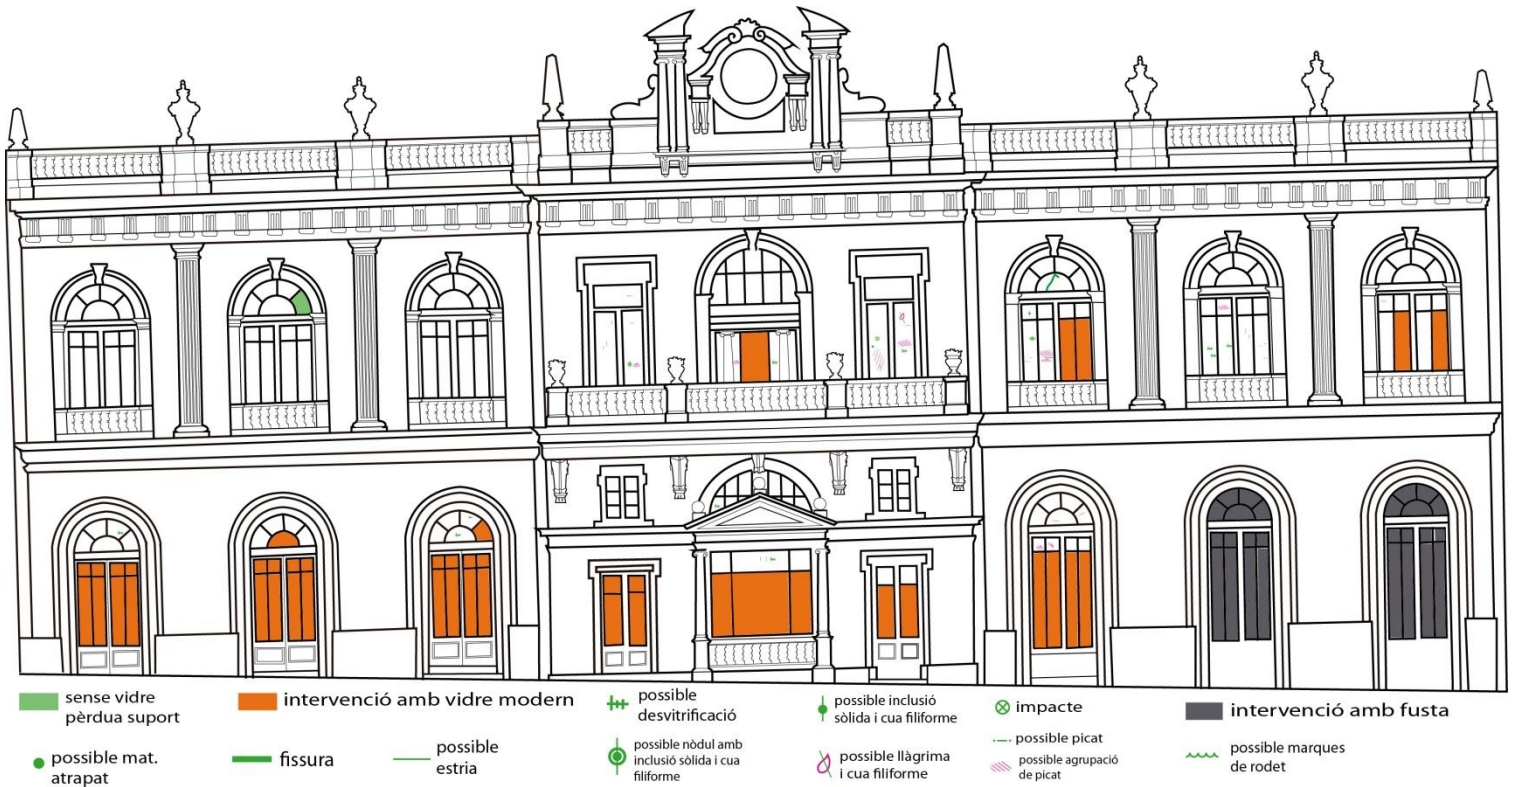 sense vidre
pèrdua suport
intervenció amb vidre modern
possible
desvitrificació
possible inclusió
sòlida i cua filiforme
impacte
intervenció amb fusta
possible mat.
atrapat
fissura
possible
estria
possible nòdul amb
inclusió sòlida i cua
filiforme
possible llàgrima
i cua filiforme
possible picat
possible agrupació
de picat
possible marques
de rodet